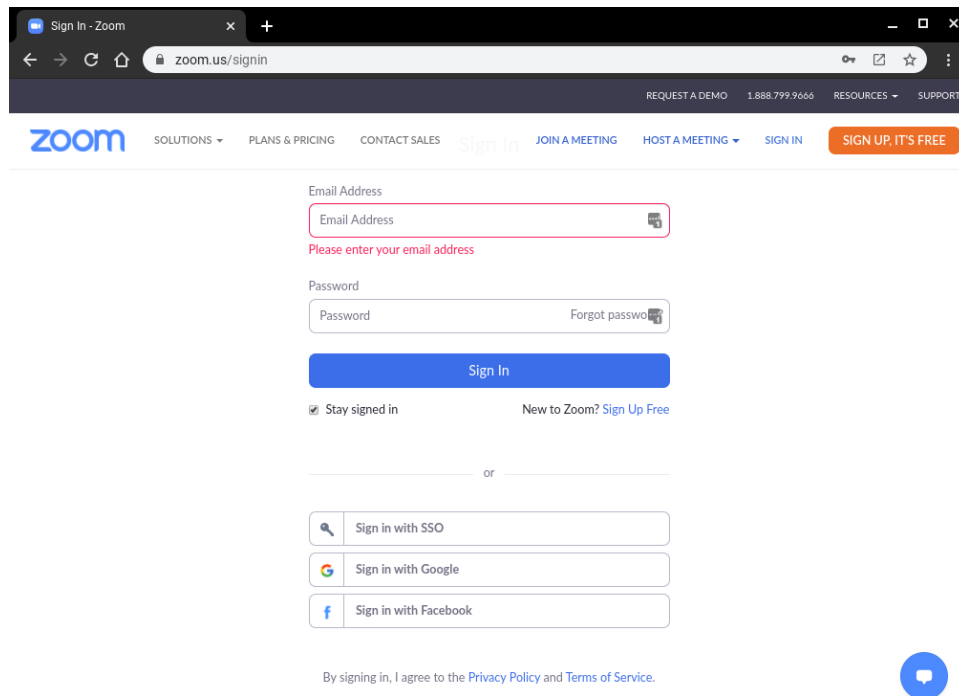 Sign In - Zoom
zoom.us/signin
REQUEST A DEMO 1.888.799.9666 RESOURCES SUPPORT
zoom SOLUTIONS PLANS & PRICING CONTACT SALES Sign In JOIN A MEETING HOST A MEETING SIGN IN SIGN UP, IT'S FREE
Email Address
Email Address
Please enter your email address
Password
Password Forgot passwo
Sign In
Stay signed in New to Zoom? Sign Up Free
or
Sign in with SSO
Sign in with Google
Sign in with Facebook
By signing in, I agree to the Privacy Policy and Terms of Service.